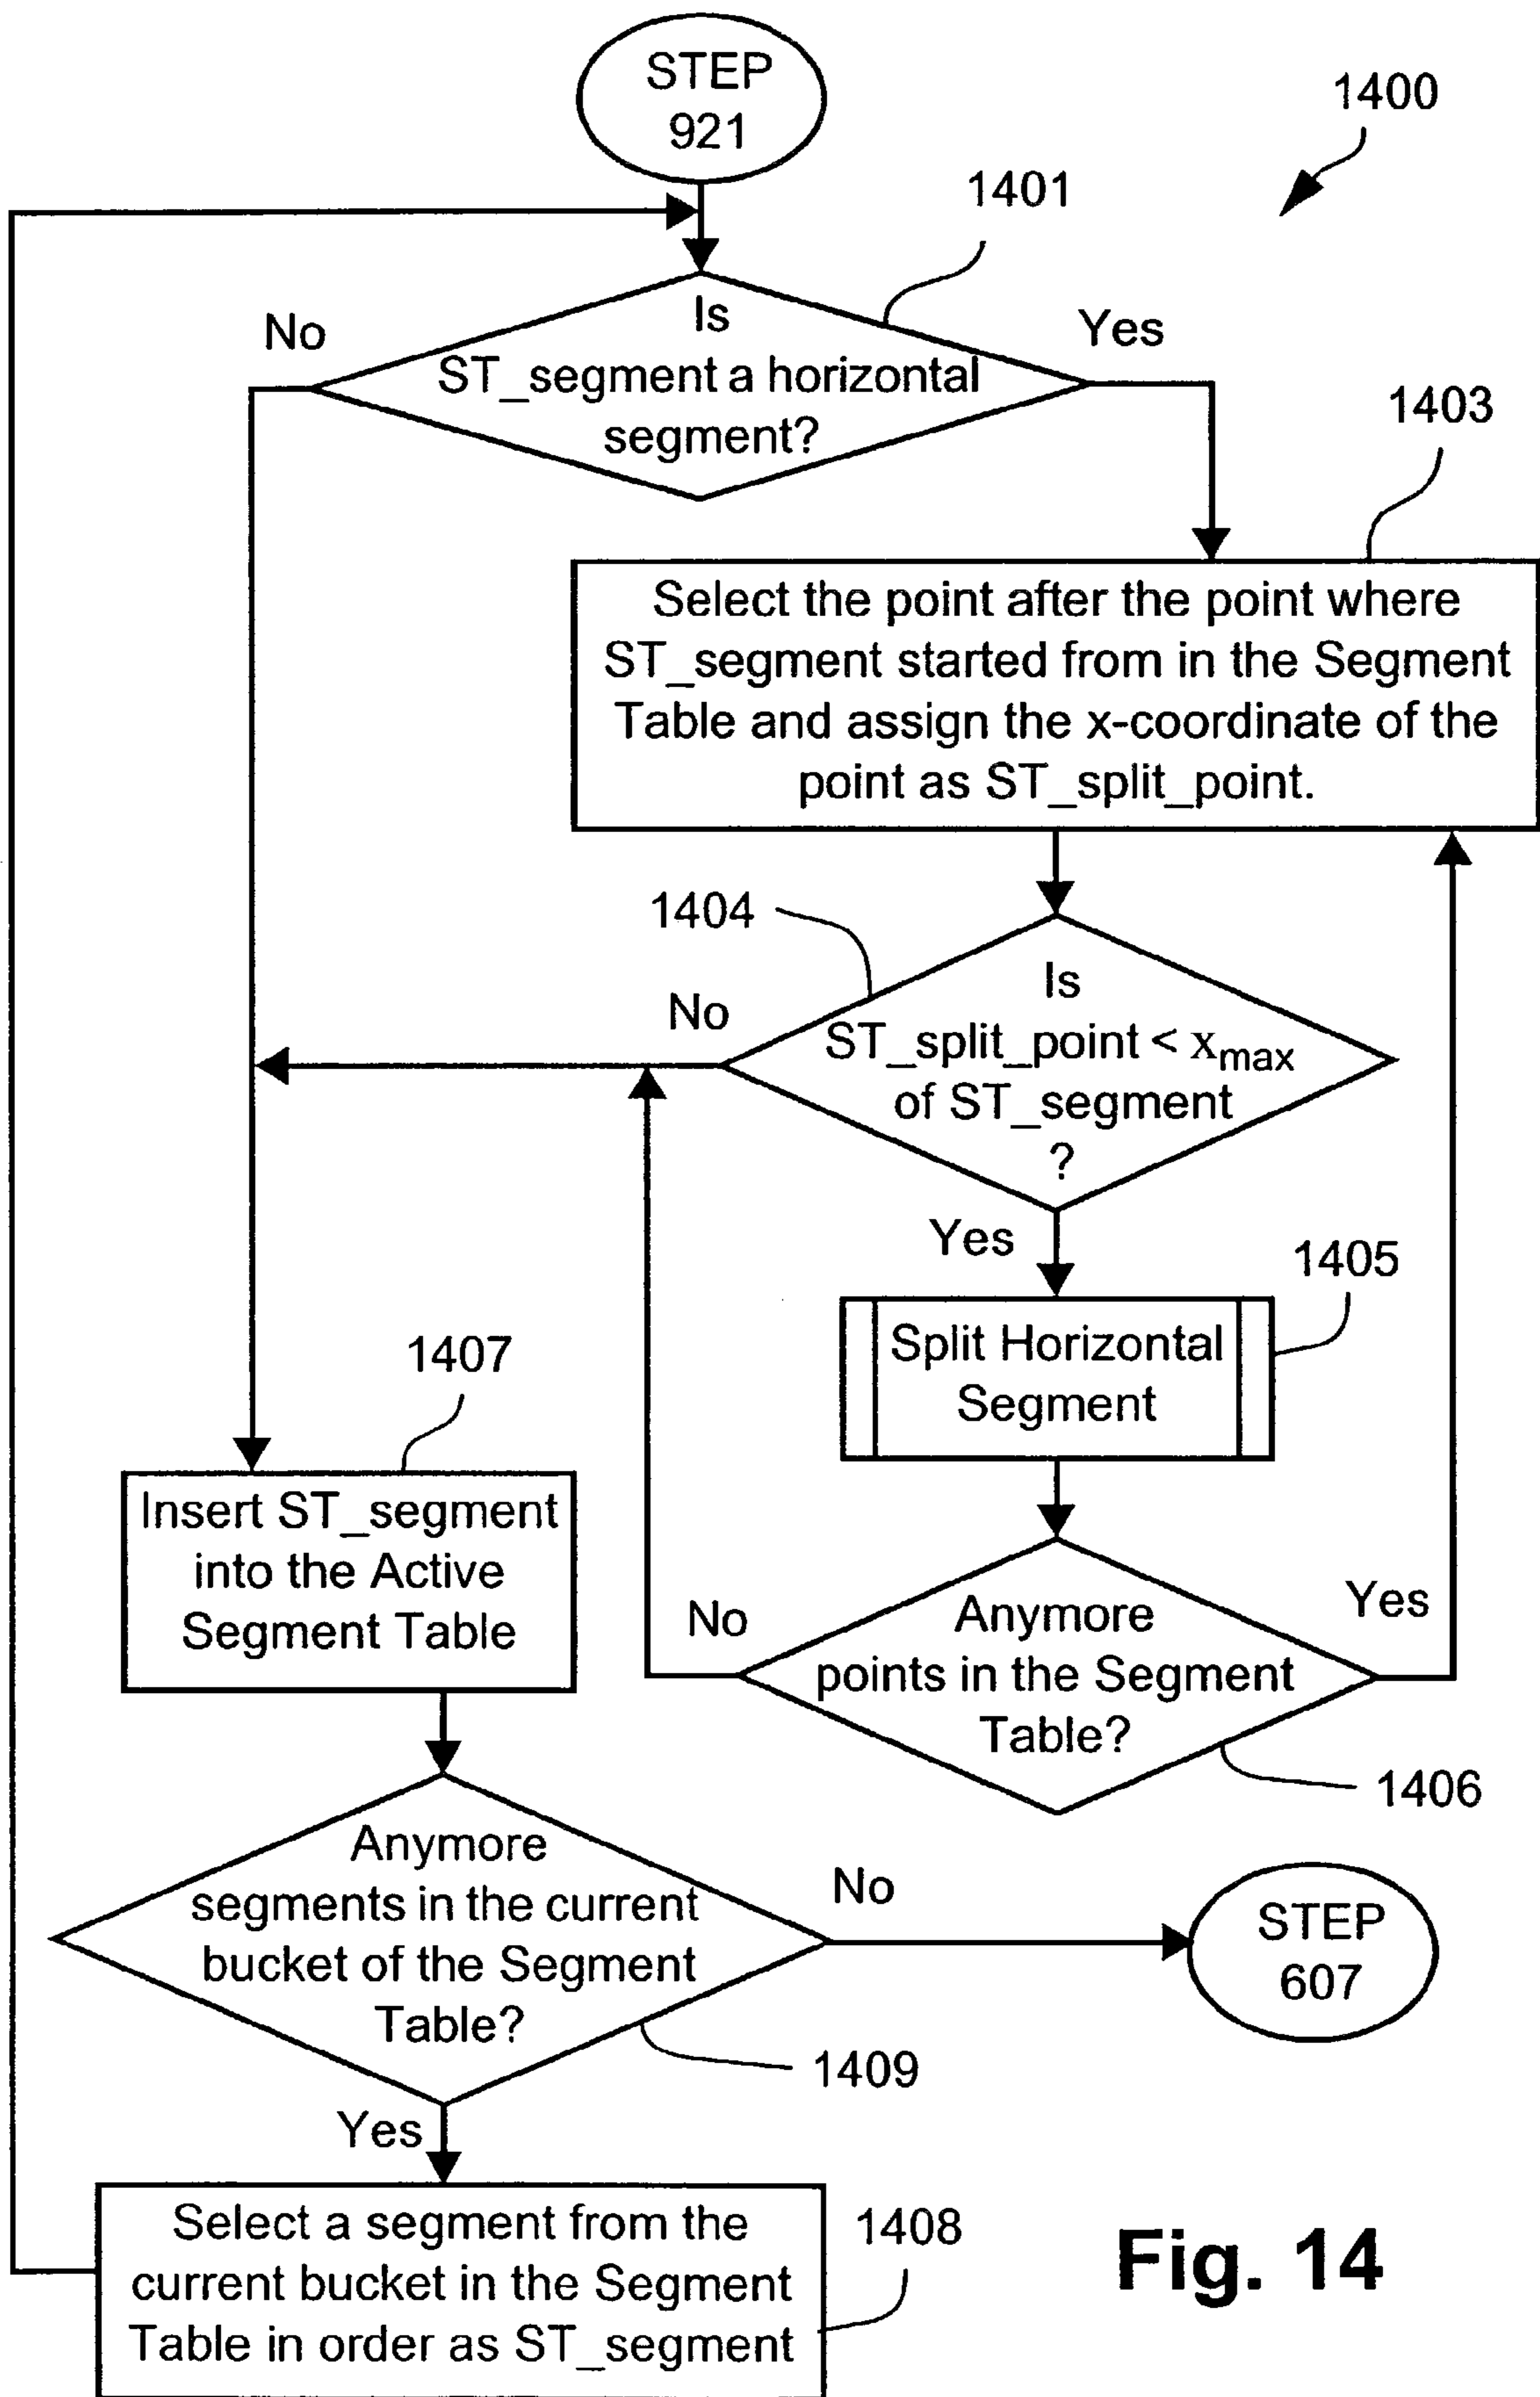 STEP
921
1400
1401
No
Yes
Is
ST_segment a horizontal
segment?
1403
Select the point after the point where
ST_segment started from in the Segment
Table and assign the x-coordinate of the
point as ST_split_point.
1404
No
Is
ST_split_point < xmax
of ST_segment
?
Yes
1405
Split Horizontal
Segment
1407
Insert ST_segment
into the Active
Segment Table
No
Anymore
points in the Segment
Table?
Yes
1406
Anymore
segments in the current
bucket of the Segment
Table?
No
STEP
607
1409
Yes
Select a segment from the
current bucket in the Segment
Table in order as ST_segment
1408
Fig. 14